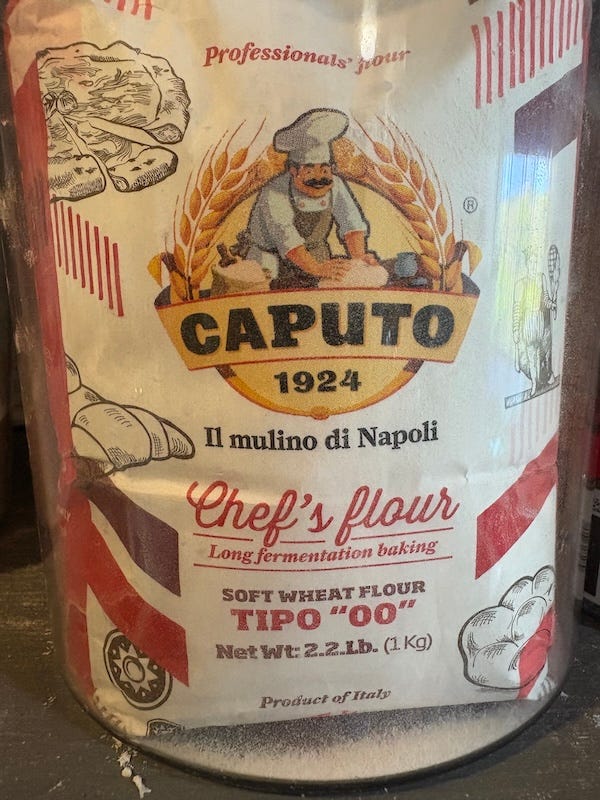 Professionals' flour
®
CAPUTO
1924
Il mulino di Napoli
Chef's flour
Long fermentation baking
SOFT WHEAT FLOUR
TIPO "00"
Net Wt: 2.2.Lb. (1 Kg)
Product of Italy